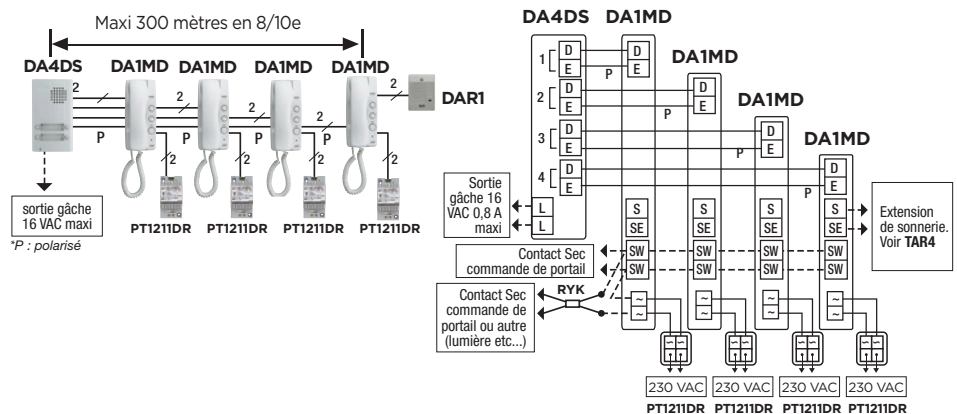 Maxi 300 mètres en 8/10e
DA4DS DA1MD DA1MD DA1MD DA1MD
2
2
2
DAR1
P
P
P
P
2
2
2
2
sortie gâche
16 VAC maxi
*P : polarisé
PT1211DR PT1211DR PT1211DR PT1211DR
DA4DS DA1MD
DA1MD
DA1MD
DA1MD
1 D D
E P E
2 D D
E P E
3 D D
E P E
4 D D
E P E
Sortie
gâche 16
VAC 0,8 A
maxi
L
L
S S S S
SE SE SE SE
Extension
de sonnerie.
Voir TAR4
Contact Sec
commande de portail
SW SW SW SW
SW SW SW SW
RYK
Contact Sec
commande de
portail ou autre
(lumière etc...)
~ ~ ~ ~
~ ~ ~ ~
~ ~ ~ ~ ~ ~ ~ ~
230 VAC 230 VAC 230 VAC 230 VAC
PT1211DR PT1211DR PT1211DR PT1211DR